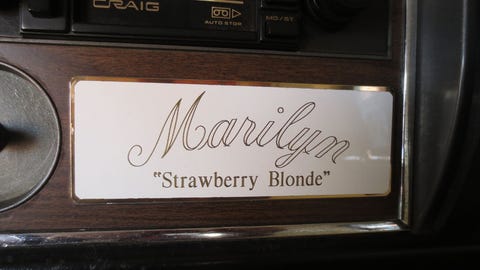 CRAIG
AUTO STOP
MO/ST
Marilyn
"Strawberry Blonde"